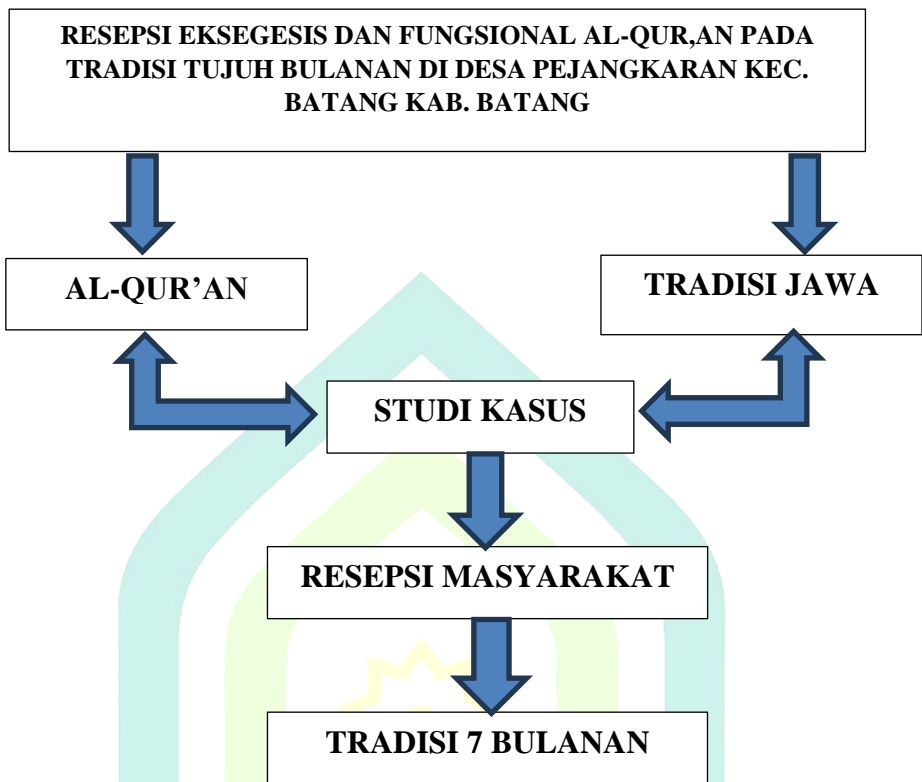 RESEPSI EKSEGESIS DAN FUNGSIONAL AL-QUR,AN PADA
TRADISI TUJUH BULANAN DI DESA PEJANGKARAN KEC.
BATANG KAB. BATANG
AL-QUR’AN
TRADISI JAWA
STUDI KASUS
RESEPSI MASYARAKAT
TRADISI 7 BULANAN